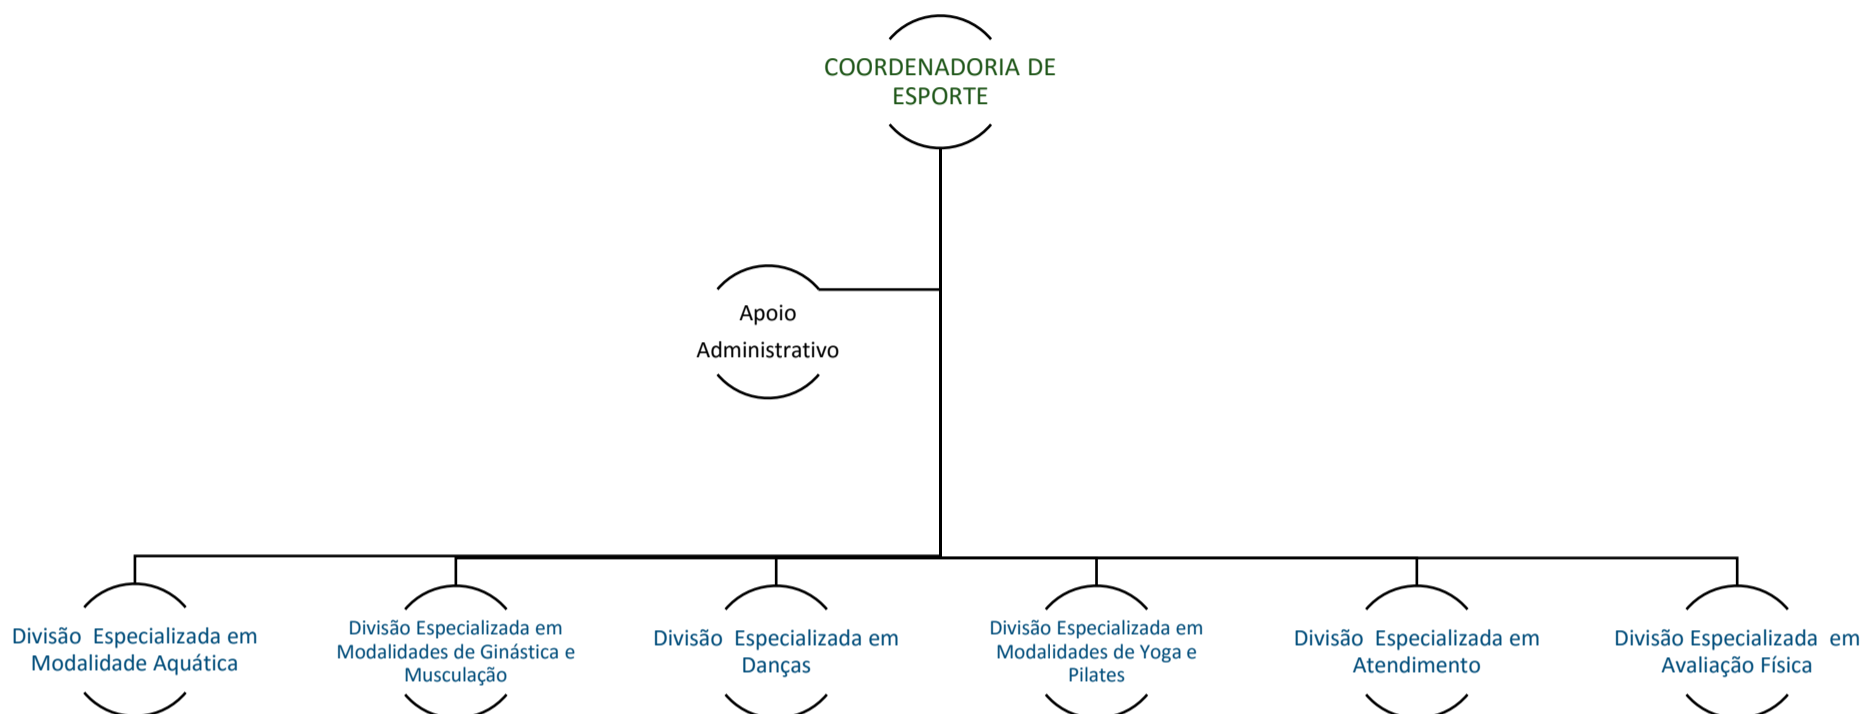 COORDENADORIA DE
ESPORTE
Apoio
Administrativo
Divisão Especializada em
Modalidade Aquática
Divisão Especializada em
Modalidades de Ginástica e
Musculação
Divisão Especializada em
Danças
Divisão Especializada em
Modalidades de Yoga e
Pilates
Divisão Especializada em
Atendimento
Divisão Especializada em
Avaliação Física